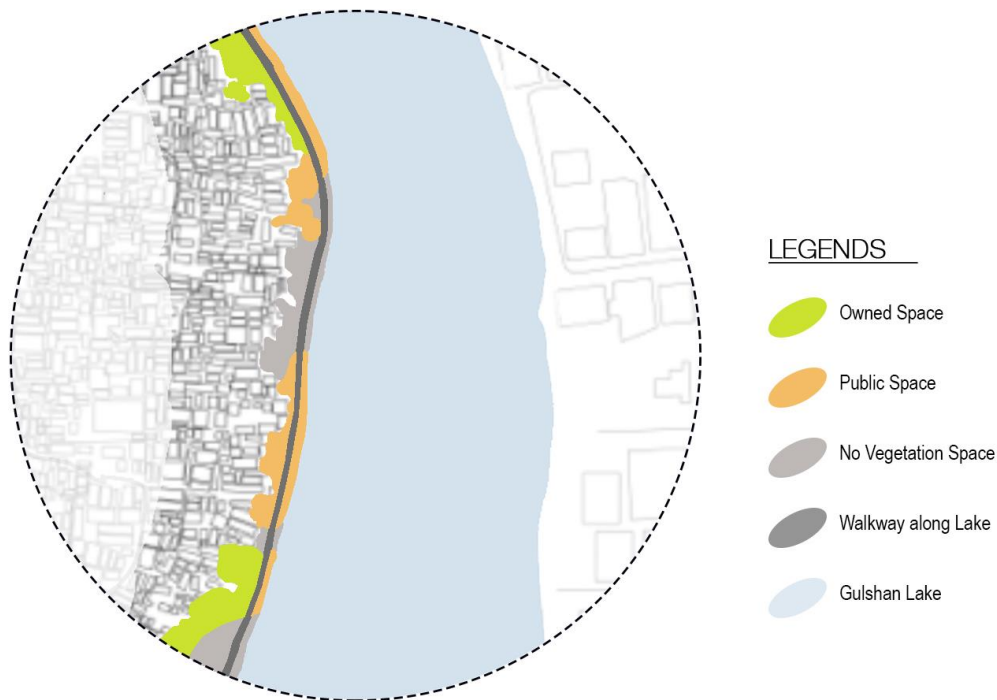 LEGENDS
Owned Space
Public Space
No Vegetation Space
Walkway along Lake
Gulshan Lake